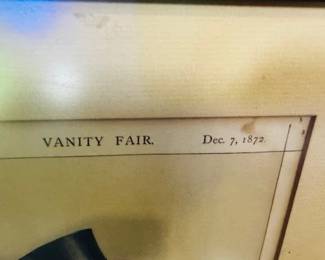 VANITY FAIR. Dec. 7, 1872.